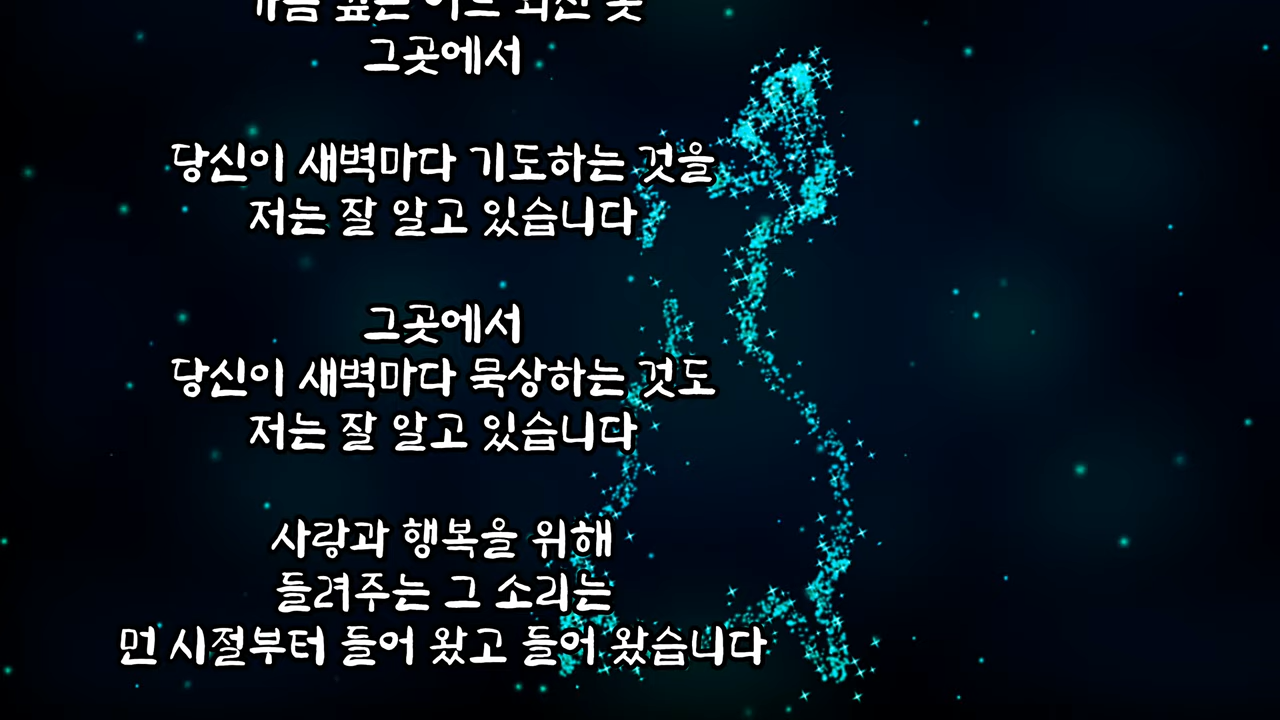 그곳에서
당신이 새벽마다 기도하는 것을
저는 잘 알고 있습니다
그곳에서
당신이 새벽마다 묵상하는 것도
저는 잘 알고 있습니다
사랑과 행복을 위해
들려주는 그 소리는
먼 시절부터 들어 왔고 들어 왔습니다